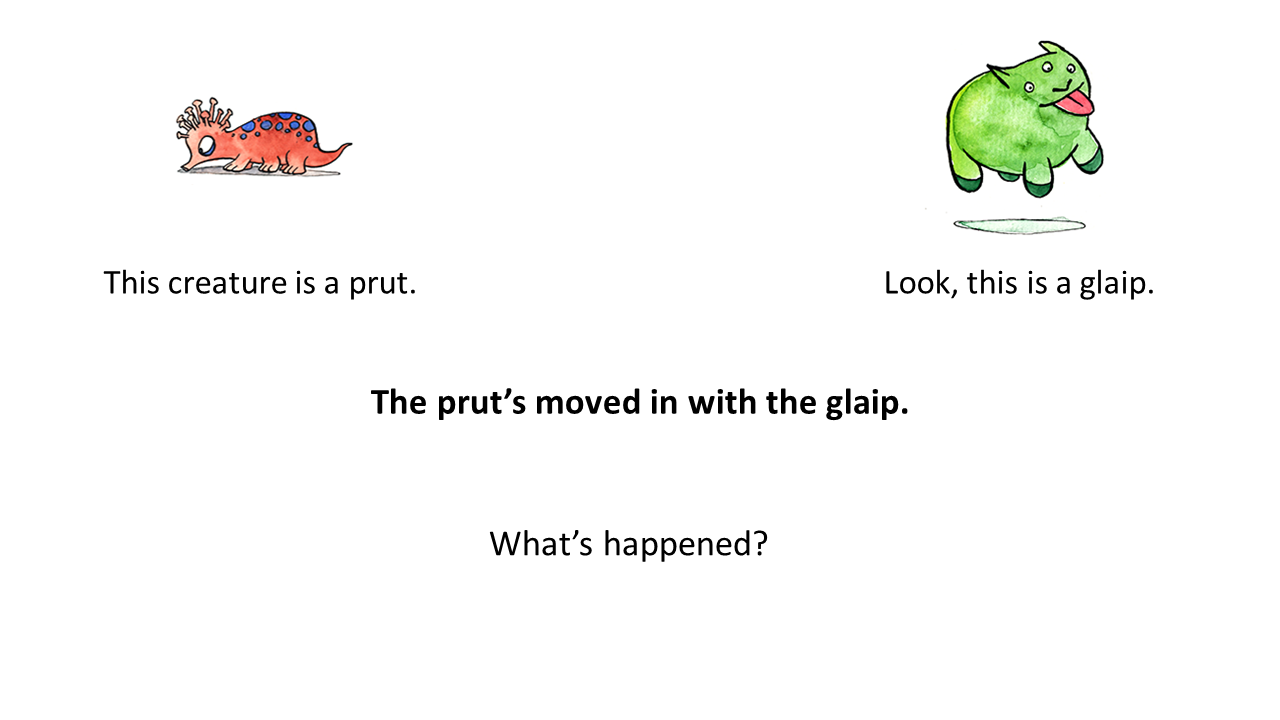 This creature is a prut.
Look, this is a glaip.
The prut’s moved in with the glaip.
What’s happened?